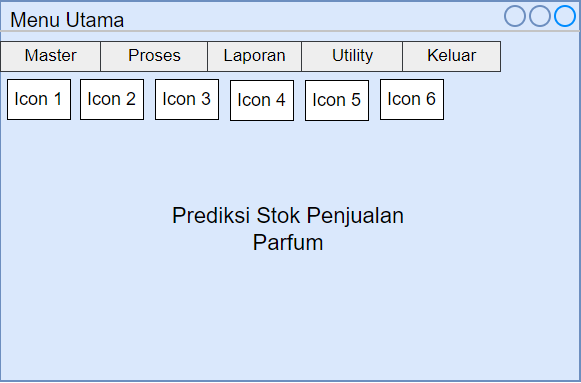 Menu Utama
Master Proses Laporan Utility Keluar
Icon 1 Icon 2 Icon 3 Icon 4 Icon 5 Icon 6
Prediksi Stok Penjualan
Parfum